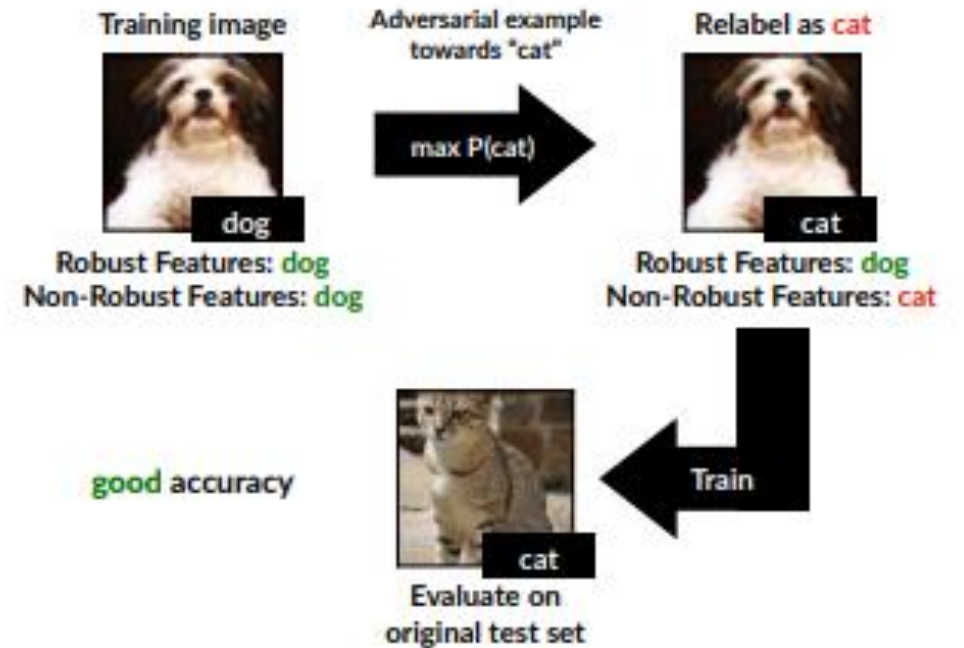 Training image
Adversarial example
towards "cat"
Relabel as cat
max P(cat)
dog
cat
Robust Features: dog
Non-Robust Features: dog
Robust Features: dog
Non-Robust Features: cat
good accuracy
Train
cat
Evaluate on
original test set